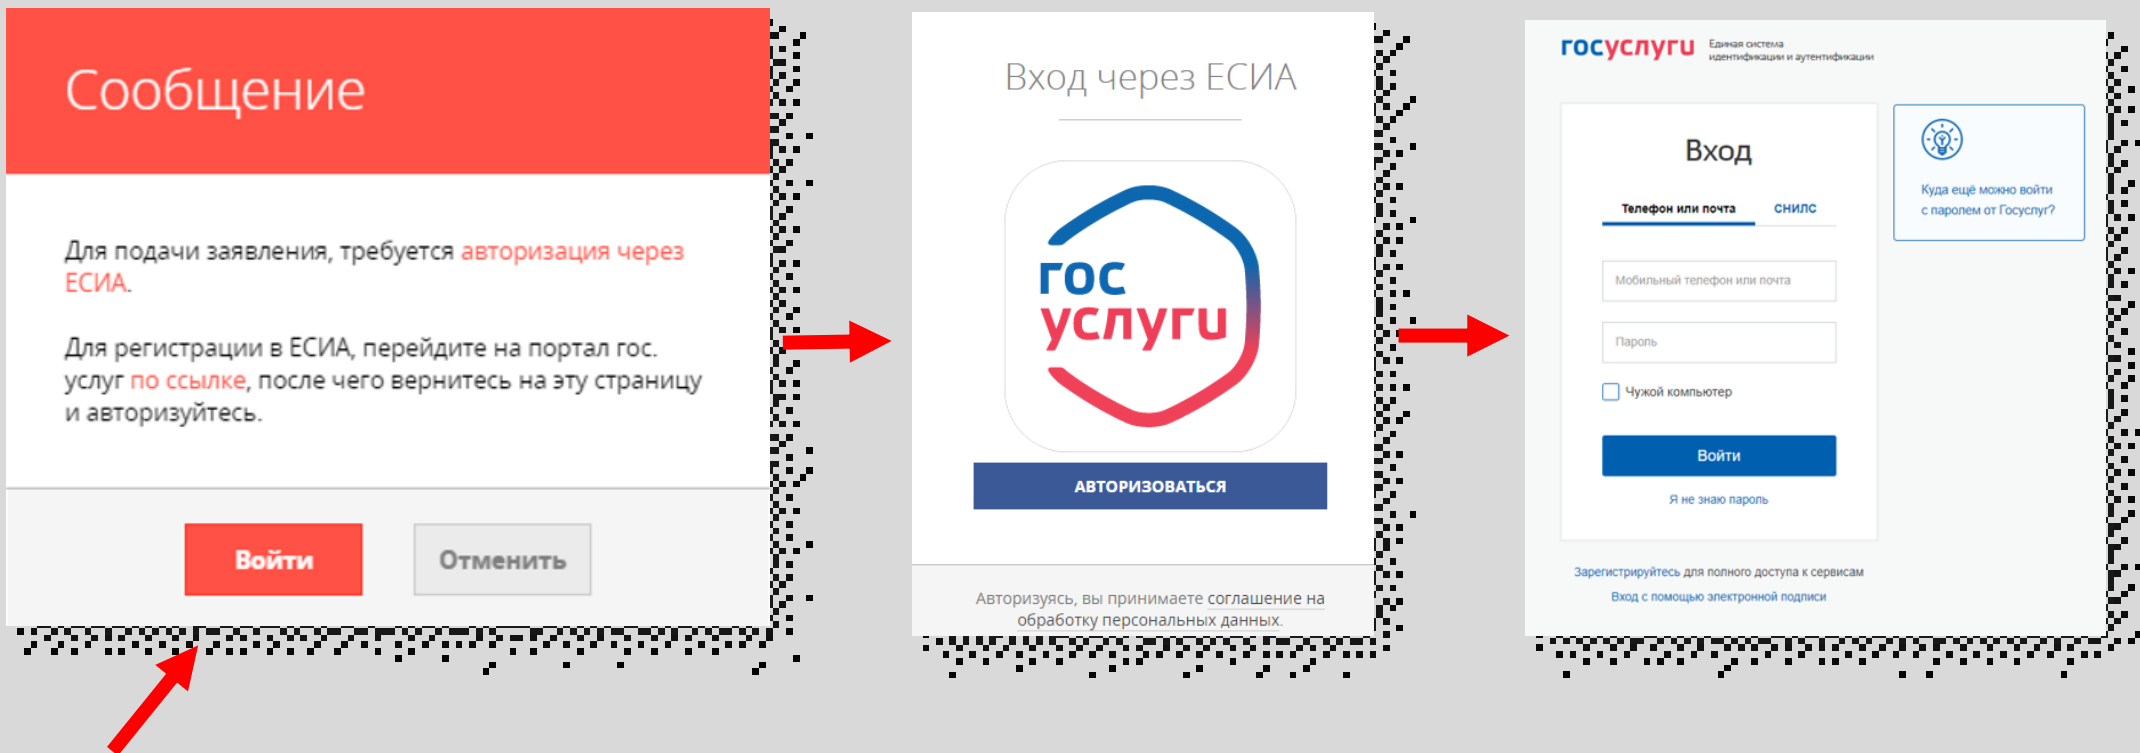 Сообщение
Для подачи заявления, требуется авторизация через
ЕСИА.
Для регистрации в ЕСИА, перейдите на портал гос.
услуг по ссылке, после чего вернитесь на эту страницу
и авторизуйтесь.
Войти
Отменить
Вход через ЕСИА
гос
услуги
АВТОРИЗОВАТЬСЯ
Авторизуясь, вы принимаете соглашение на
обработку персональных данных.
госуслуги
Единая система
идентификации и аутентификации
Вход
Телефон или почта
СНИЛС
Мобильный телефон или почта
Пароль
Чужой компьютер
Войти
Я не знаю пароль
Зарегистрируйтесь для полного доступа к сервисам
Вход с помощью электронной подписи
Куда ещё можно войти
с паролем от Госуслуг?